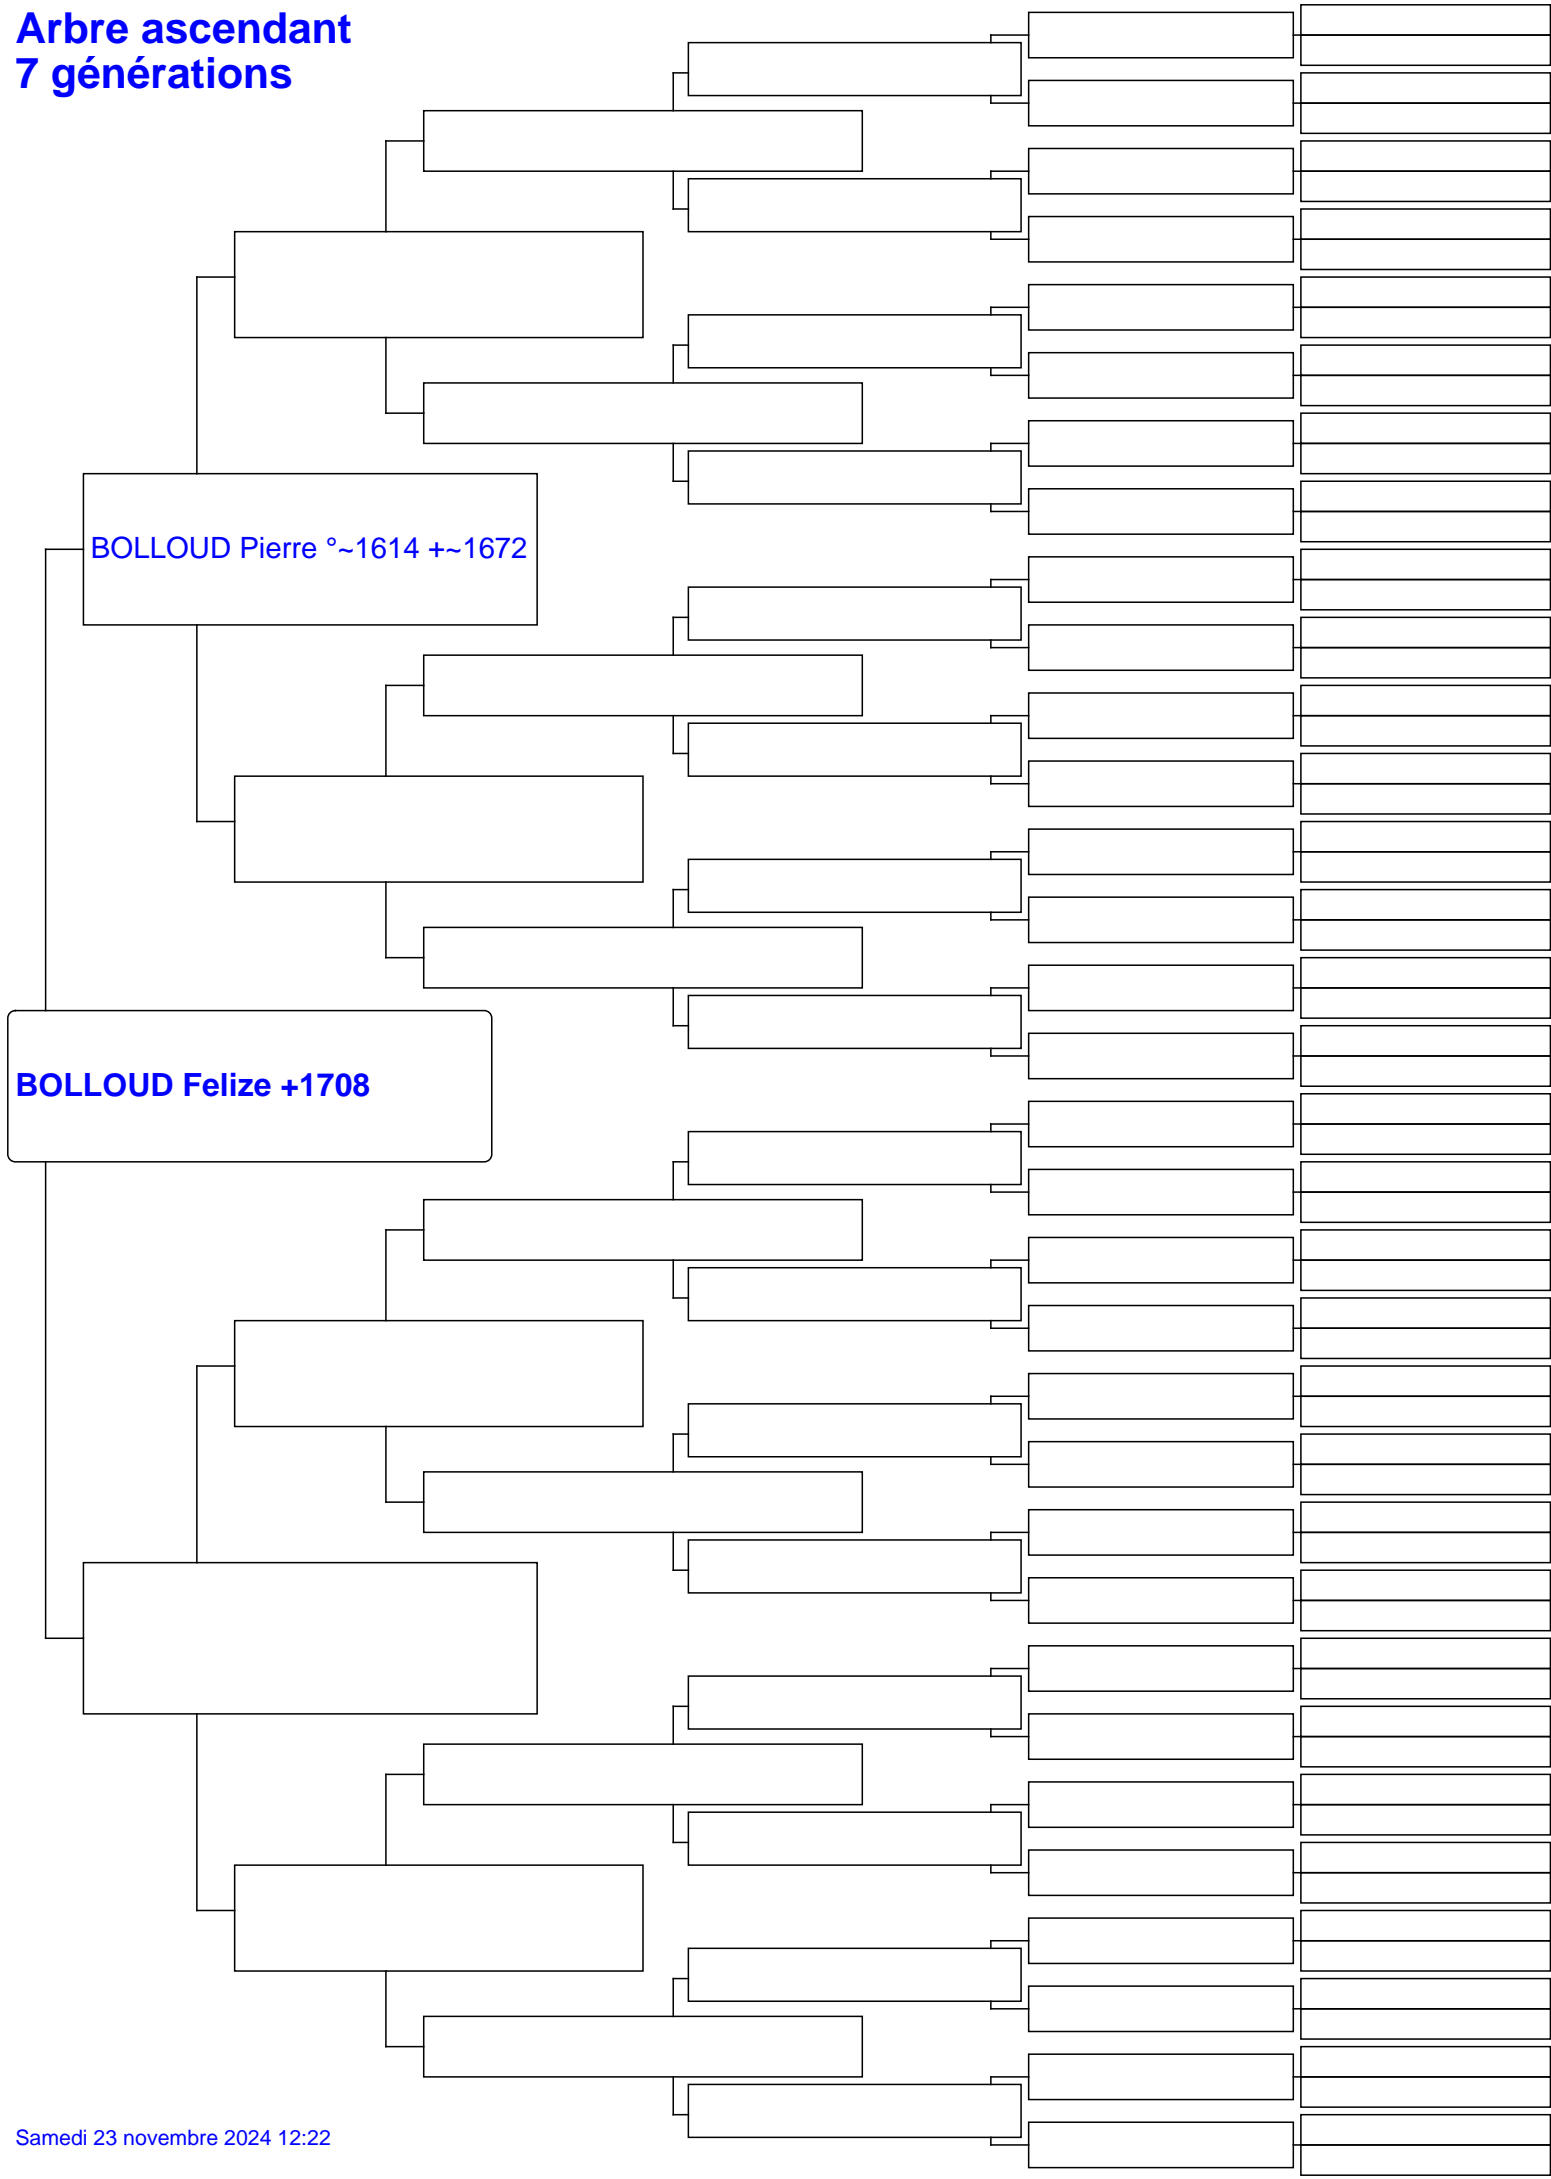 Arbre ascendant
7 générations
BOLLOUD Pierre °~1614 +~1672
BOLLOUD Felize +1708
Samedi 23 novembre 2024 12:22